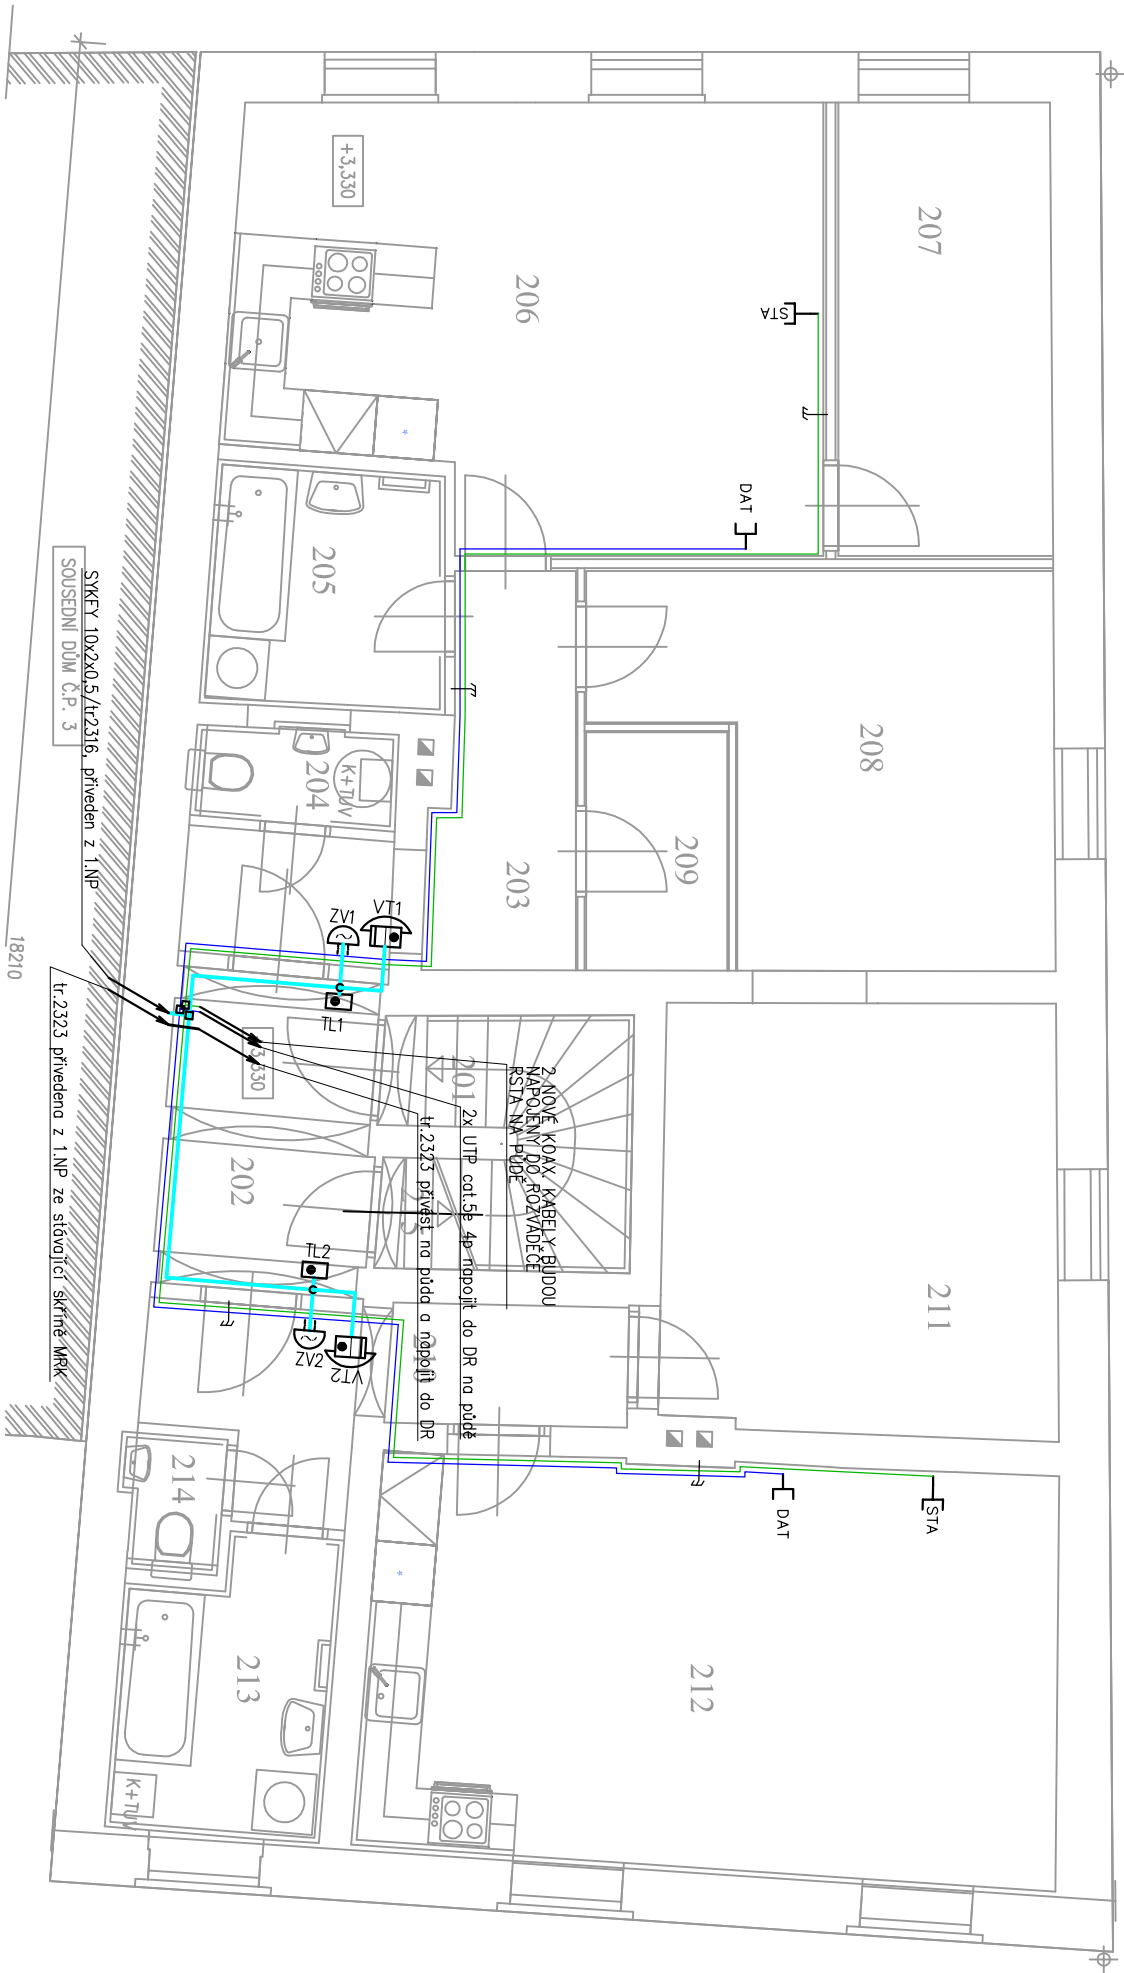 207
+3,330
206
STA
DAT
205
208
204
K+TUV
209
203
SYKFY 10x2x0,5/tr2316, přiveden z 1.NP
SOUSEDNÍ DŮM Č.P. 3
18210
ZV1
VT1
TL1
tr.2323 přivedena z 1.NP ze stávající skříně MRK
201
2 NOVÉ KOAX. KABELY BUDOU
NAPOJENY DO ROZVADĚČE
RSTA NA PŮDĚ
2x UTP cat.5e 4p napojit do DR na půdě
tr.2323 přivést na půdu a napojit do DR
202
TL2
ZV2
VT2
211
214
DAT
STA
213
212
K+TUV